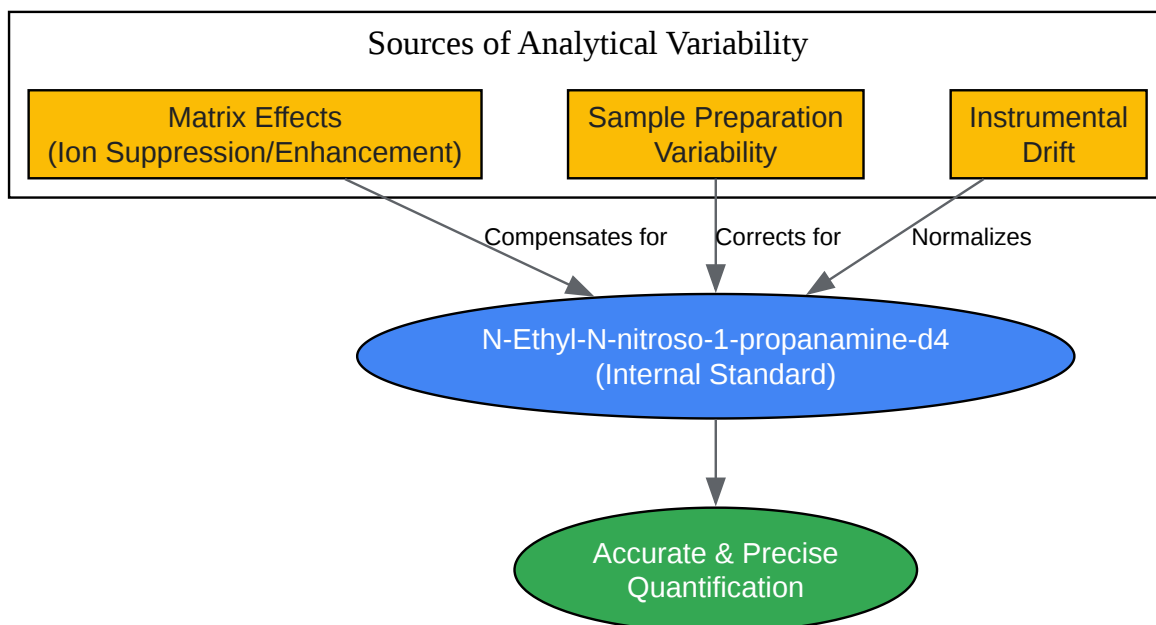 Sources of Analytical Variability
Matrix Effects
(Ion Suppression/Enhancement)
Sample Preparation
Variability
Instrumental
Drift
Compensates for
Corrects for
Normalizes
N-Ethyl-N-nitroso-1-propanamine-d4
(Internal Standard)
Accurate & Precise
Quantification